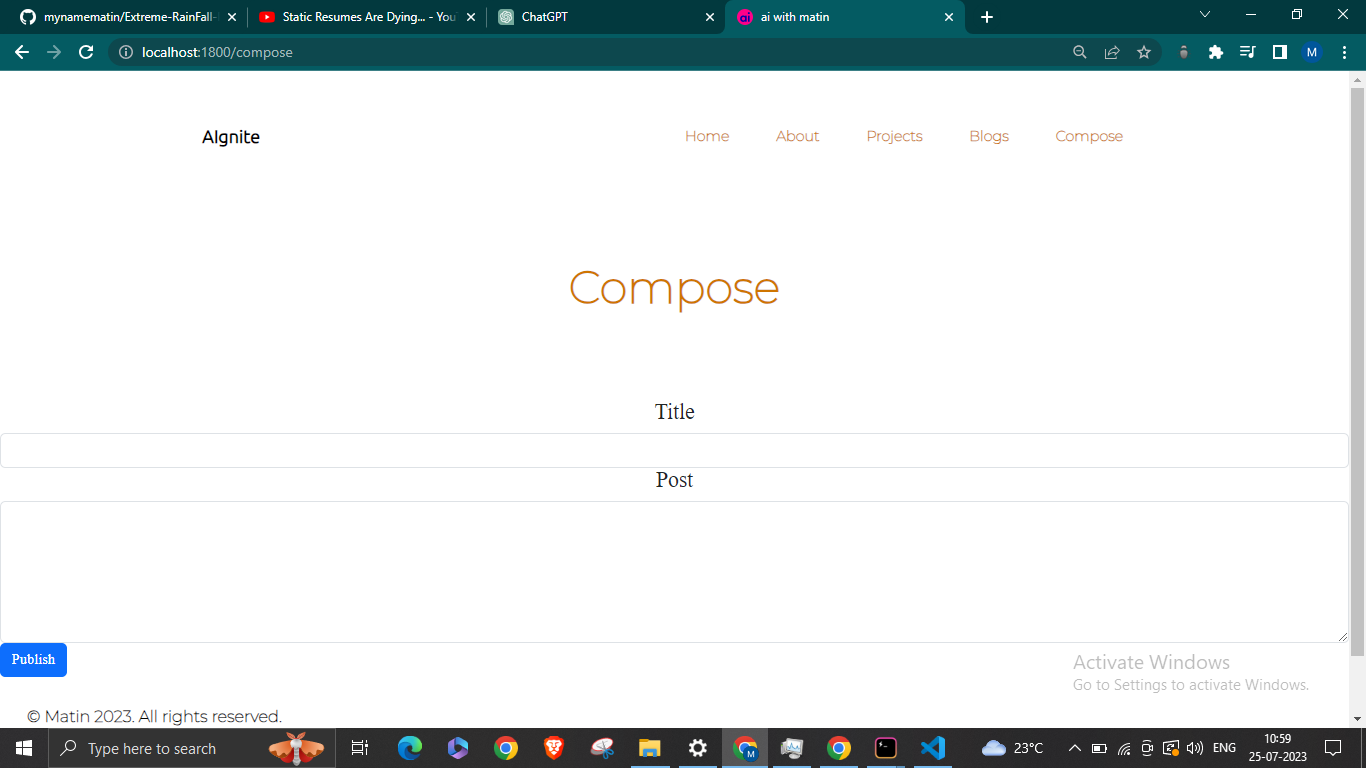 mynamematin/Extreme-RainFall- Static Resumes Are Dying... - YouT ChatGPT ai with matin
localhost:1800/compose
M
AIgnite Home About Projects Blogs Compose
Compose
Title
Post
Publish
Activate Windows
Go to Settings to activate Windows.
© Matin 2023. All rights reserved.
Type here to search 23°C ENG 10:59
25-07-2023